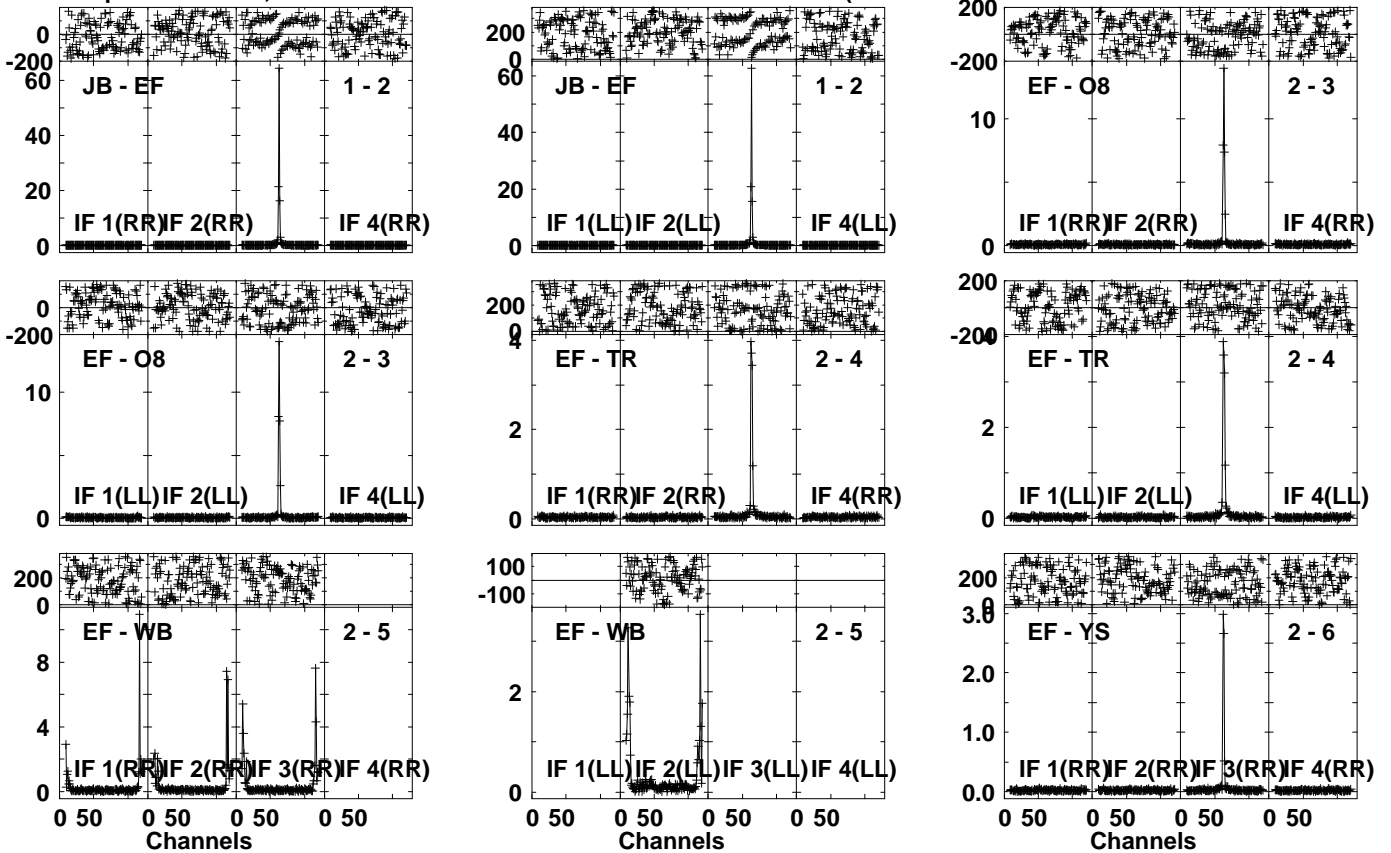 0
-200
200
0
200
-200
JB - EF 1 - 2
JB - EF 1 - 2
EF - O8 2 - 3
60
40
20
0
60
40
20
0
10
0
IF 1(RR) IF 2(RR) IF 4(RR)
IF 1(LL) IF 2(LL) IF 4(LL)
IF 1(RR) IF 2(RR) IF 4(RR)
0
-200
200
0
200
0
-200
EF - O8 2 - 3
EF - TR 2 - 4
EF - TR 2 - 4
10
0
4
2
0
4
2
0
IF 1(LL) IF 2(LL) IF 4(LL)
IF 1(RR) IF 2(RR) IF 4(RR)
IF 1(LL) IF 2(LL) IF 4(LL)
200
0
100
-100
200
0
EF - WB 2 - 5
EF - WB 2 - 5
EF - YS 2 - 6
8
4
0
2
0
3.0
2.0
1.0
0.0
IF 1(RR) IF 2(RR) IF 3(RR) IF 4(RR)
IF 1(LL) IF 2(LL) IF 3(LL) IF 4(LL)
IF 1(RR) IF 2(RR) IF 3(RR) IF 4(RR)
0 50 0 50 0 50 0 50
0 50 0 50 0 50 0 50
0 50 0 50 0 50 0 50
Channels
Channels
Channels